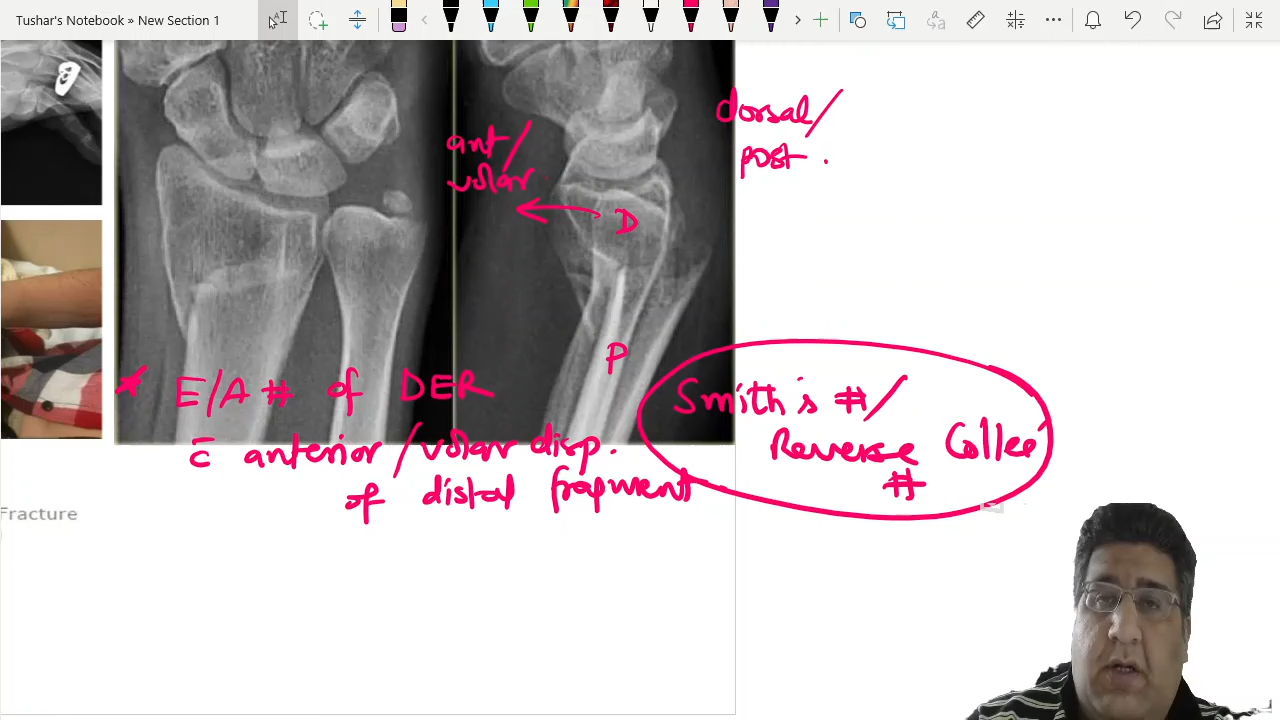 Tushar's Notebook » New Section 1
dorsal/
post.
ant/
volar
D
P
* E/A # of DER
c̄ anterior/volar disp.
of distal fragment
Smith's #/
Reverse Colles
#
Fracture